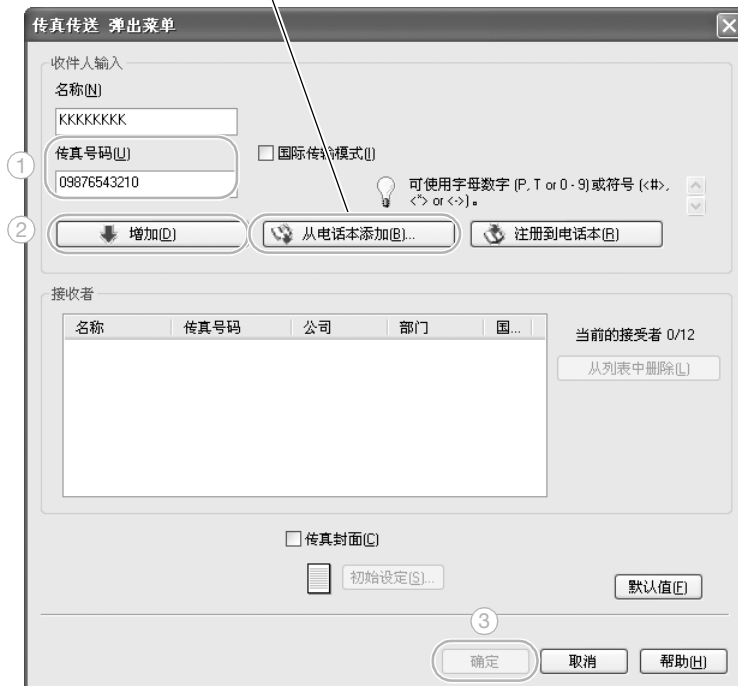 传真传送 弹出菜单
收件人输入
名称(N)
KKKKKKKK
① 传真号码(U)
国际传输模式(I)
09876543210
可使用字母数字 (P, T or 0 - 9)或符号 (<#>,
<*> or <->)。
② 增加(D)
从电话本添加(B)...
注册到电话本(R)
接收者
名称 传真号码 公司 部门 国...
当前的接受者 0/12
从列表中删除(L)
传真封面(C)
初始设定(S)...
默认值(F)
③
确定 取消 帮助(H)